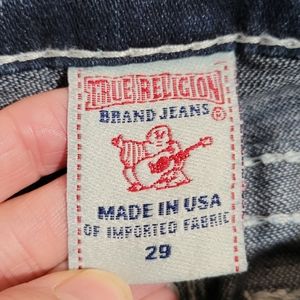 TRUE RELIGION
BRAND JEANS ®
MADE IN USA
OF IMPORTED FABRIC
29